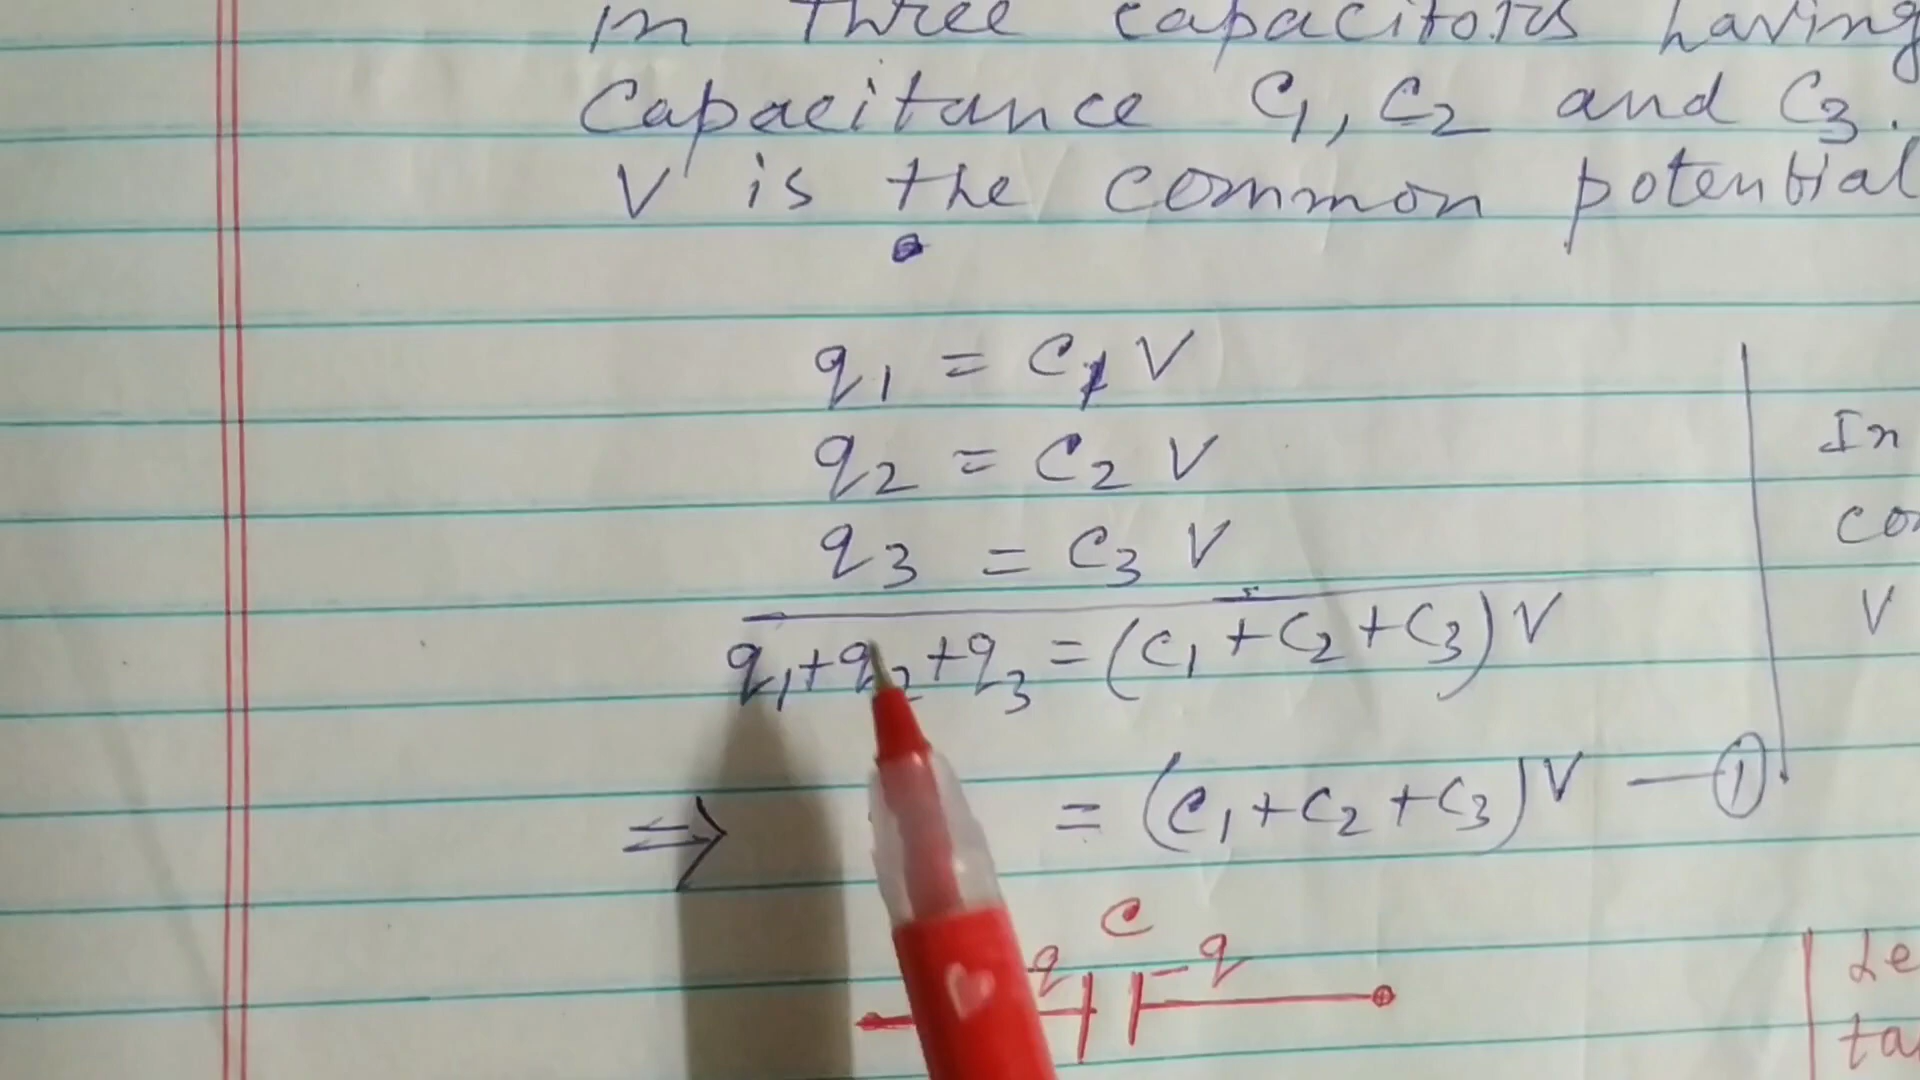 In three capacitors having
Capacitance C1, C2 and C3.
V is the common potential
q1 = C1 V
q2 = C2 V
q3 = C3 V
q1+q2+q3 = (C1+C2+C3)V
⇒ = (C1+C2+C3)V — ①
In
V
C
q -q